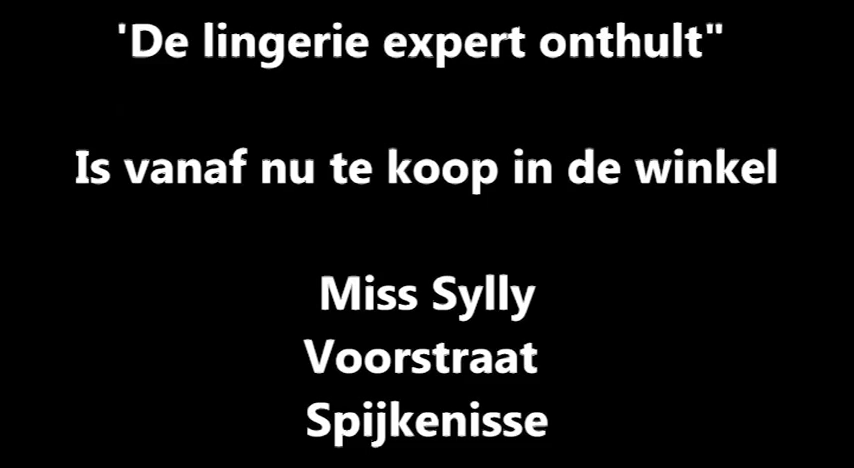 'De lingerie expert onthult"
Is vanaf nu te koop in de winkel
Miss Sylly
Voorstraat
Spijkenisse